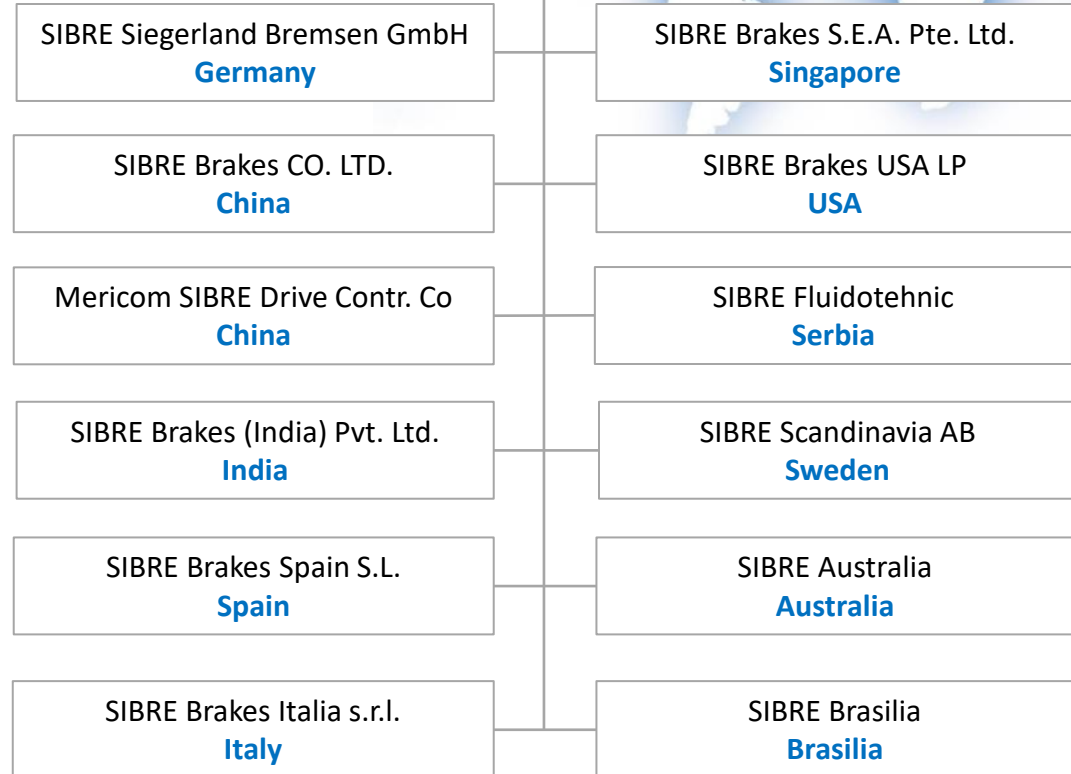 SIBRE Siegerland Bremsen GmbH
Germany
SIBRE Brakes S.E.A. Pte. Ltd.
Singapore
SIBRE Brakes CO. LTD.
China
SIBRE Brakes USA LP
USA
Mericom SIBRE Drive Contr. Co
China
SIBRE Fluidotehnic
Serbia
SIBRE Brakes (India) Pvt. Ltd.
India
SIBRE Scandinavia AB
Sweden
SIBRE Brakes Spain S.L.
Spain
SIBRE Australia
Australia
SIBRE Brakes Italia s.r.l.
Italy
SIBRE Brasilia
Brasilia